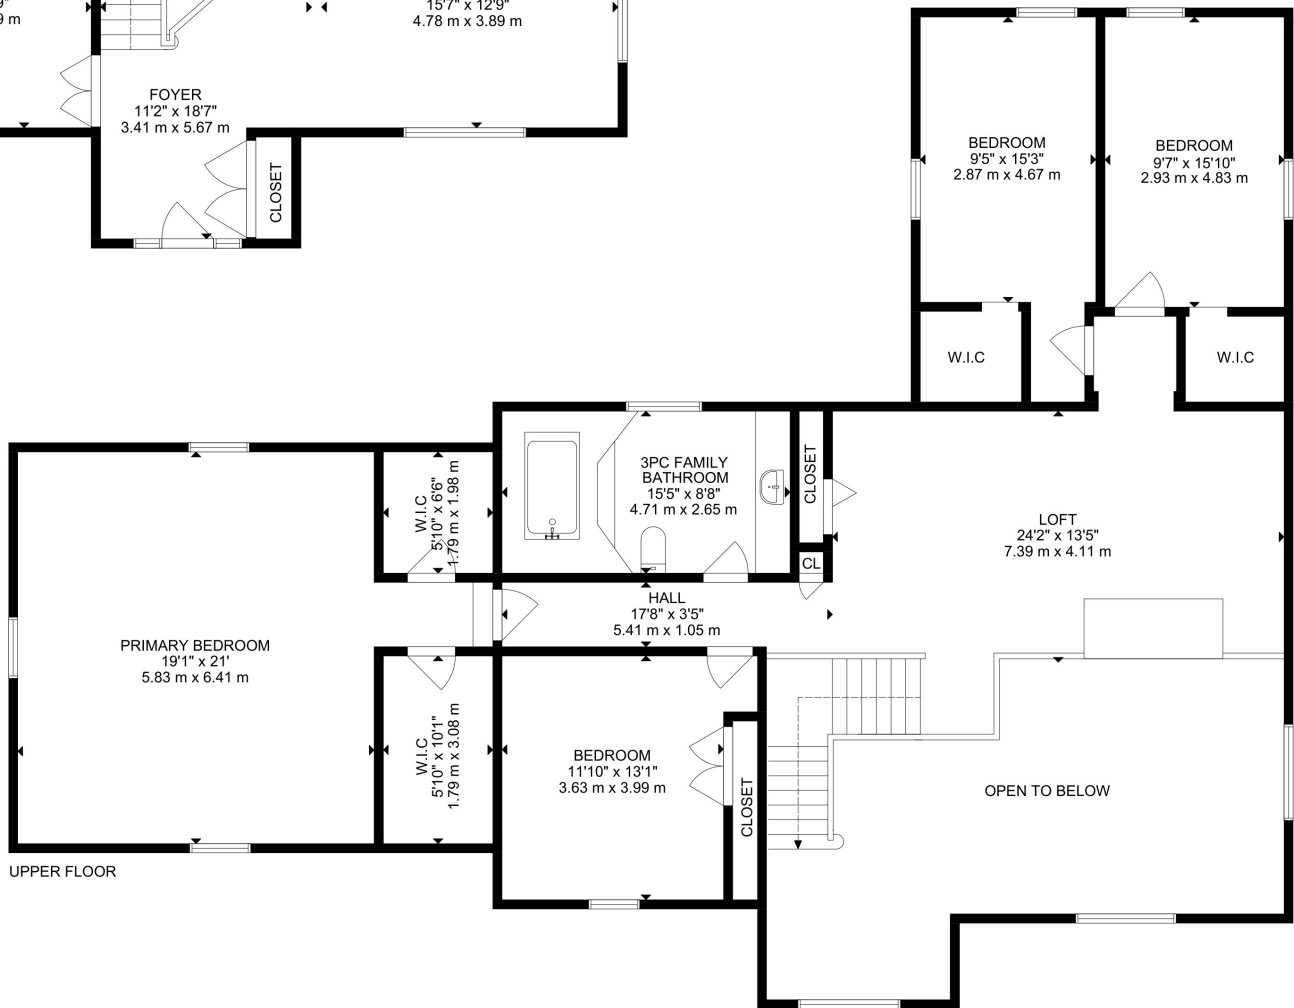 9 m
15'7" x 12'9"
4.78 m x 3.89 m
FOYER
11'2" x 18'7"
3.41 m x 5.67 m
CLOSET
BEDROOM
9'5" x 15'3"
2.87 m x 4.67 m
BEDROOM
9'7" x 15'10"
2.93 m x 4.83 m
W.I.C
W.I.C
W.I.C
5'10" x 6'6"
1.79 m x 1.98 m
3PC FAMILY
BATHROOM
15'5" x 8'8"
4.71 m x 2.65 m
CLOSET
CL
LOFT
24'2" x 13'5"
7.39 m x 4.11 m
HALL
17'8" x 3'5"
5.41 m x 1.05 m
PRIMARY BEDROOM
19'1" x 21'
5.83 m x 6.41 m
W.I.C
5'10" x 10'1"
1.79 m x 3.08 m
BEDROOM
11'10" x 13'1"
3.63 m x 3.99 m
CLOSET
OPEN TO BELOW
UPPER FLOOR